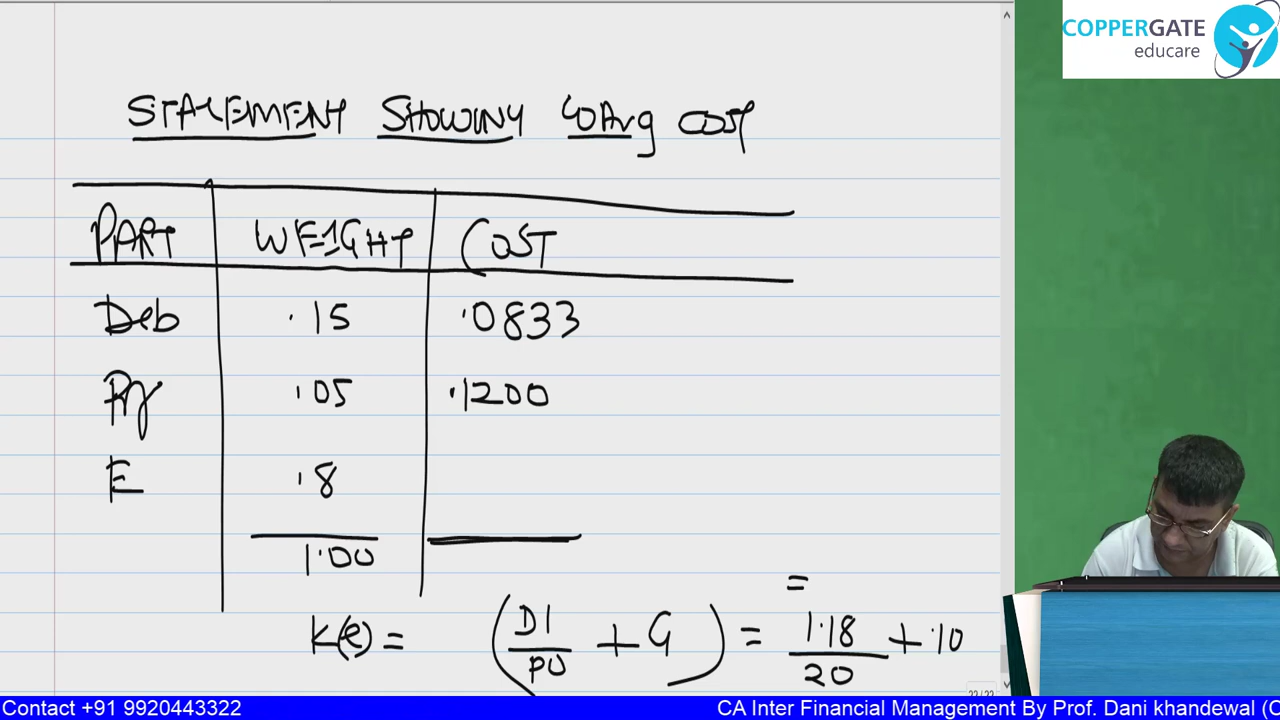 COPPERGATE
educare
STATEMENT SHOWING WAvg COST
PART WEIGHT COST
Deb .15 .0833
.05 .1200
E .8
1.00
=
K(e) = (D1/P0 + G) = 1.18/20 + .10
Contact +91 9920443322 CA Inter Financial Management By Prof. Dani khandewal (C